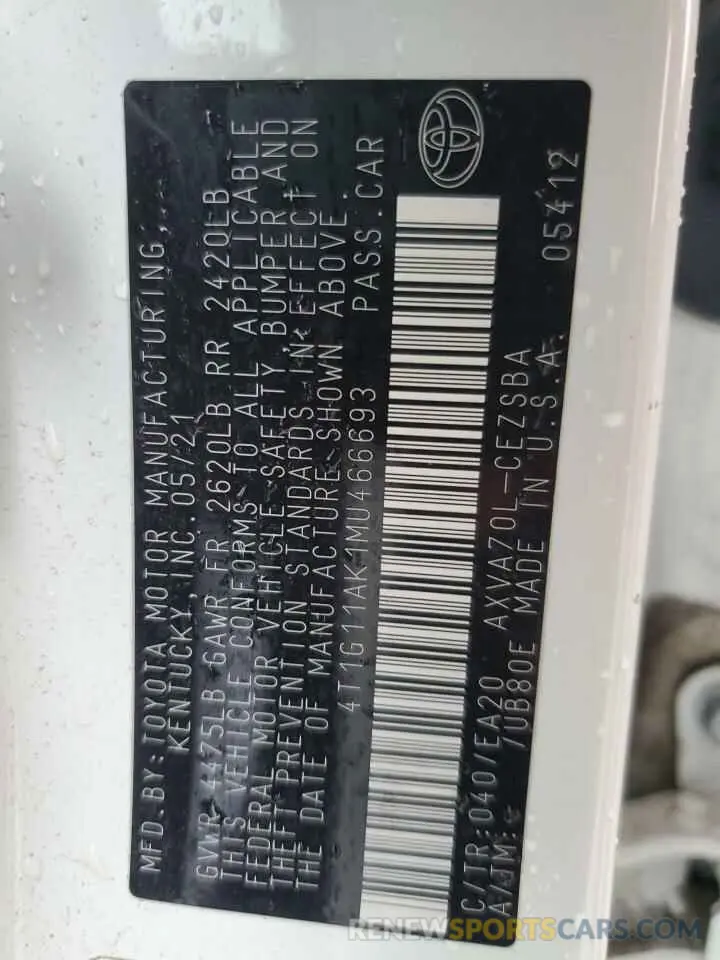 MFD.BY:TOYOTA MOTOR MANUFACTURING,
KENTUCKY, INC. 05/21
GVWR 4475LB GAWR FR 2620LB RR 2420LB
THIS VEHICLE CONFORMS TO ALL APPLICABLE
FEDERAL MOTOR VEHICLE SAFETY, BUMPER AND
THEFT PREVENTION STANDARDS IN EFFECT ON
THE DATE OF MANUFACTURE SHOWN ABOVE.
4T1G11AK1MU466693 PASS.CAR
C/TR:040/EA20 AXVA70L-CEZSBA 05412
A/TM: /UB80E MADE IN U.S.A.
RENEWSPORTSCARS.COM